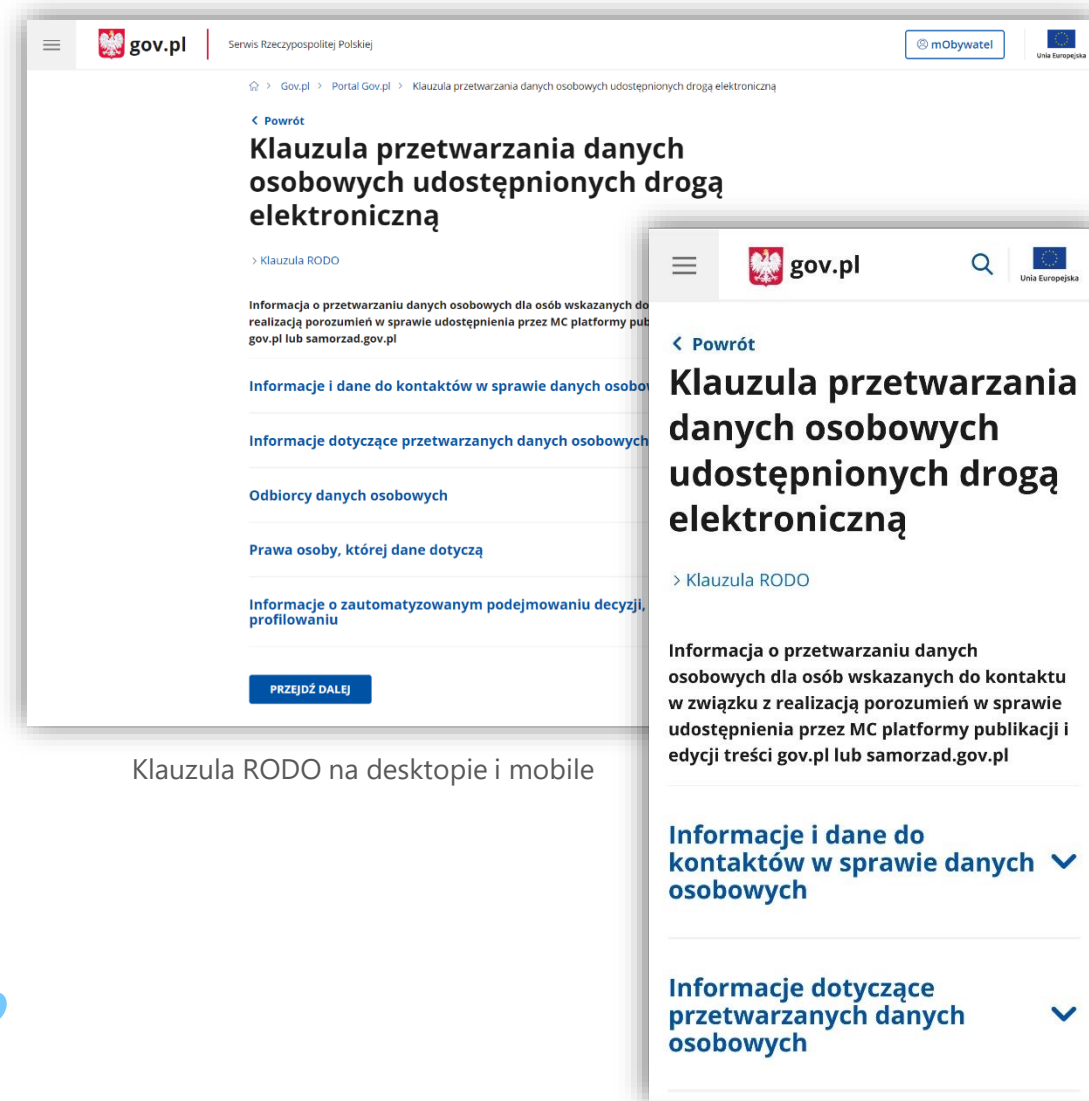 gov.pl
Serwis Rzeczypospolitej Polskiej
mObywatel
Unia Europejska
Gov.pl > Portal Gov.pl > Klauzula przetwarzania danych osobowych udostępnionych drogą elektroniczną
Powrót
Klauzula przetwarzania danych
osobowych udostępnionych drogą
elektroniczną
> Klauzula RODO
Informacja o przetwarzaniu danych osobowych dla osób wskazanych do
realizacją porozumień w sprawie udostępnienia przez MC platformy pub
gov.pl lub samorzad.gov.pl
Informacje i dane do kontaktów w sprawie danych osobo
Informacje dotyczące przetwarzanych danych osobowych
Odbiorcy danych osobowych
Prawa osoby, której dane dotyczą
Informacje o zautomatyzowanym podejmowaniu decyzji,
profilowaniu
PRZEJDŹ DALEJ
Klauzula RODO na desktopie i mobile
gov.pl
Unia Europejska
Powrót
Klauzula przetwarzania
danych osobowych
udostępnionych drogą
elektroniczną
> Klauzula RODO
Informacja o przetwarzaniu danych
osobowych dla osób wskazanych do kontaktu
w związku z realizacją porozumień w sprawie
udostępnienia przez MC platformy publikacji i
edycji treści gov.pl lub samorzad.gov.pl
Informacje i dane do
kontaktów w sprawie danych
osobowych
Informacje dotyczące
przetwarzanych danych
osobowych